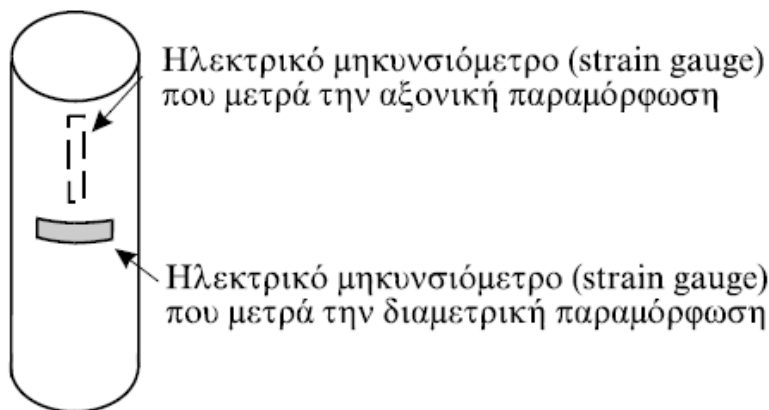 Ηλεκτρικό μηκυνσιόμετρο (strain gauge)
που μετρά την αξονική παραμόρφωση
Ηλεκτρικό μηκυνσιόμετρο (strain gauge)
που μετρά την διαμετρική παραμόρφωση